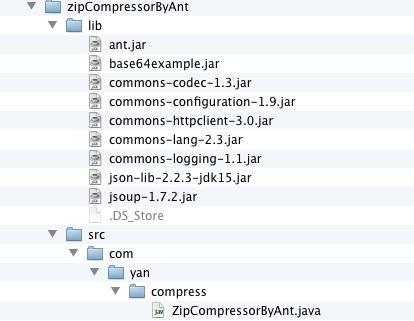 zipCompressorByAnt
lib
ant.jar
base64example.jar
commons-codec-1.3.jar
commons-configuration-1.9.jar
commons-httpclient-3.0.jar
commons-lang-2.3.jar
commons-logging-1.1.jar
json-lib-2.2.3-jdk15.jar
jsoup-1.7.2.jar
.DS_Store
src
com
yan
compress
ZipCompressorByAnt.java